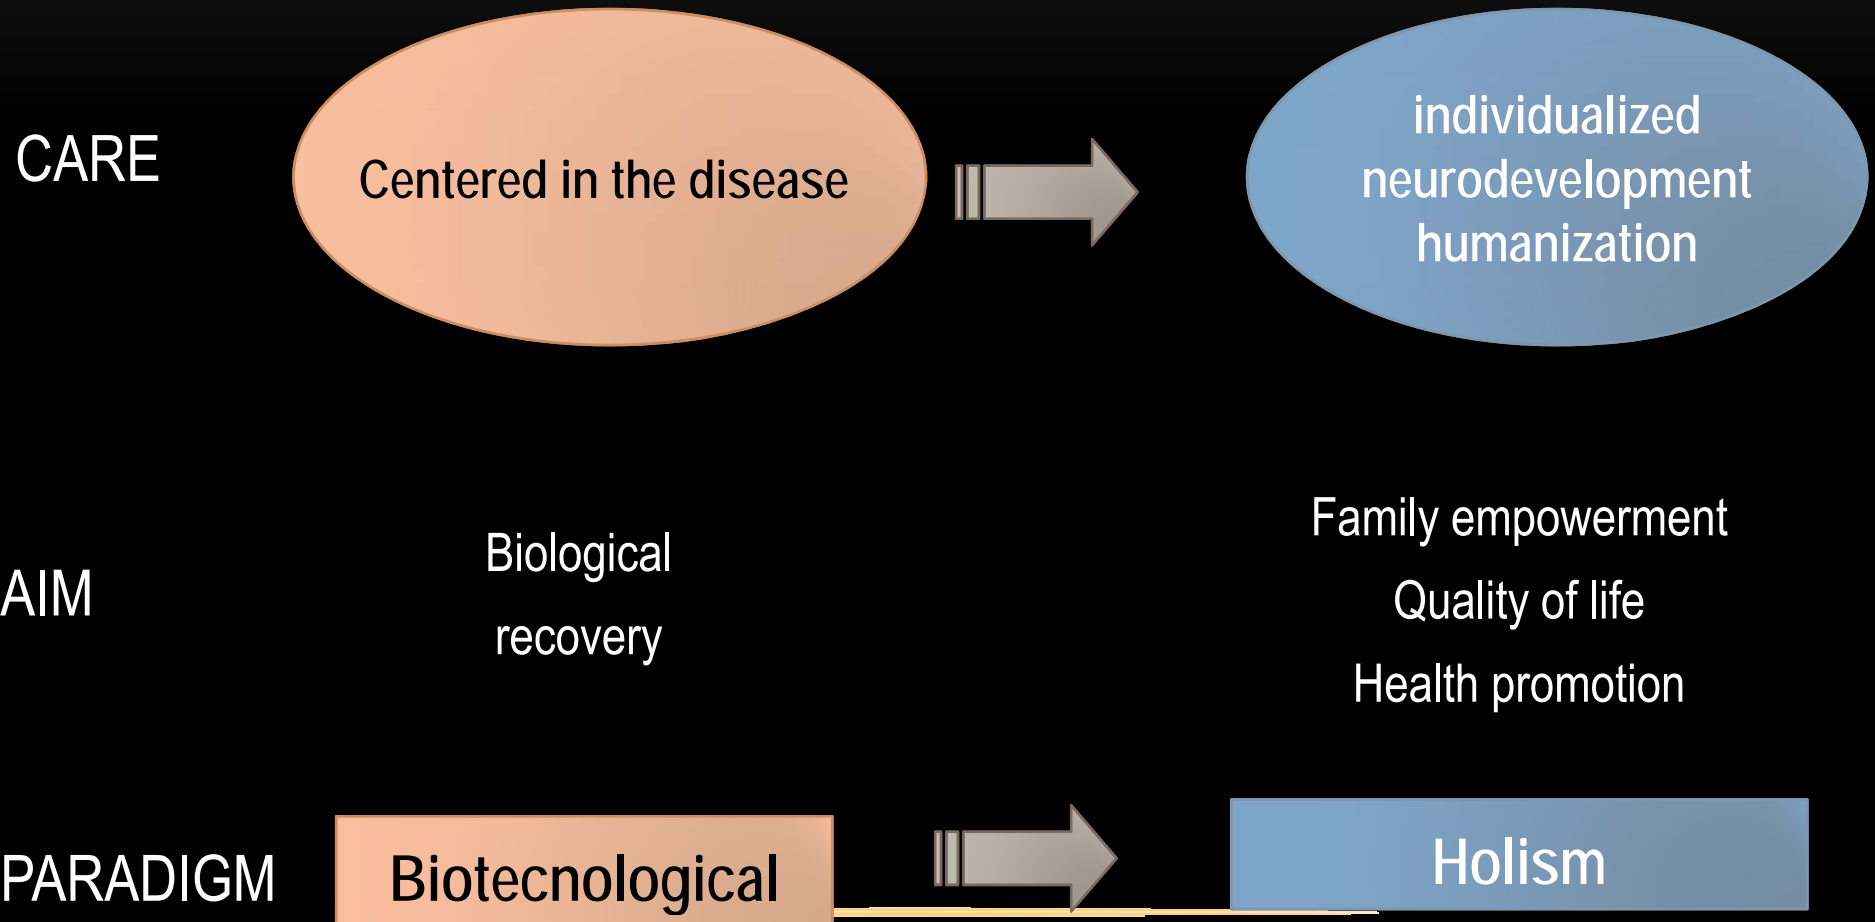 CARE
Centered in the disease
individualized
neurodevelopment
humanization
AIM
Biological
recovery
Family empowerment
Quality of life
Health promotion
PARADIGM
Biotecnological
Holism